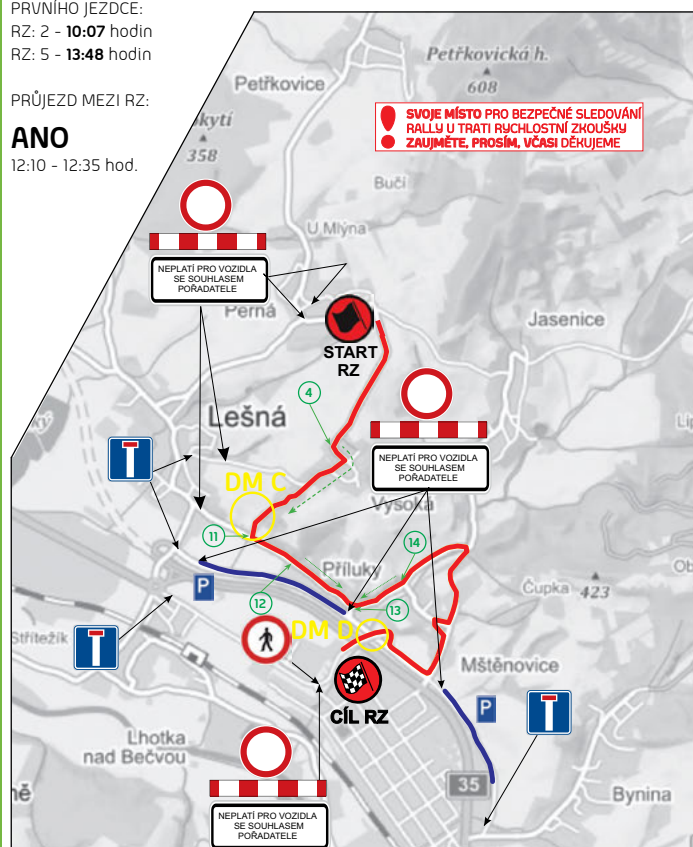 PRVNÍHO JEZDCE:
RZ: 2 - 10:07 hodin
RZ: 5 - 13:48 hodin
PRŮJEZD MEZI RZ:
ANO
12:10 - 12:35 hod.
Petřkovická h.
608
Petřkovice
SVOJE MÍSTO PRO BEZPEČNÉ SLEDOVÁNÍ
RALLY U TRATI RYCHLOSTNÍ ZKOUŠKY
ZAUJMĚTE, PROSÍM, VČASI DĚKUJEME
kytí
358
Bučí
U Mlýna
NEPLATÍ PRO VOZIDLA
SE SOUHLASEM
POŘADATELE
Perná
START
RZ
Jasenice
4
Lešná
NEPLATÍ PRO VOZIDLA
SE SOUHLASEM
POŘADATELE
DM C
Vysoká
11
14
Příluky
P
12
13
Čupka 423
Střítežík
DM D
Mštěnovice
CÍL RZ
P
Lhotka
nad Bečvou
35
Bynina
NEPLATÍ PRO VOZIDLA
SE SOUHLASEM
POŘADATELE